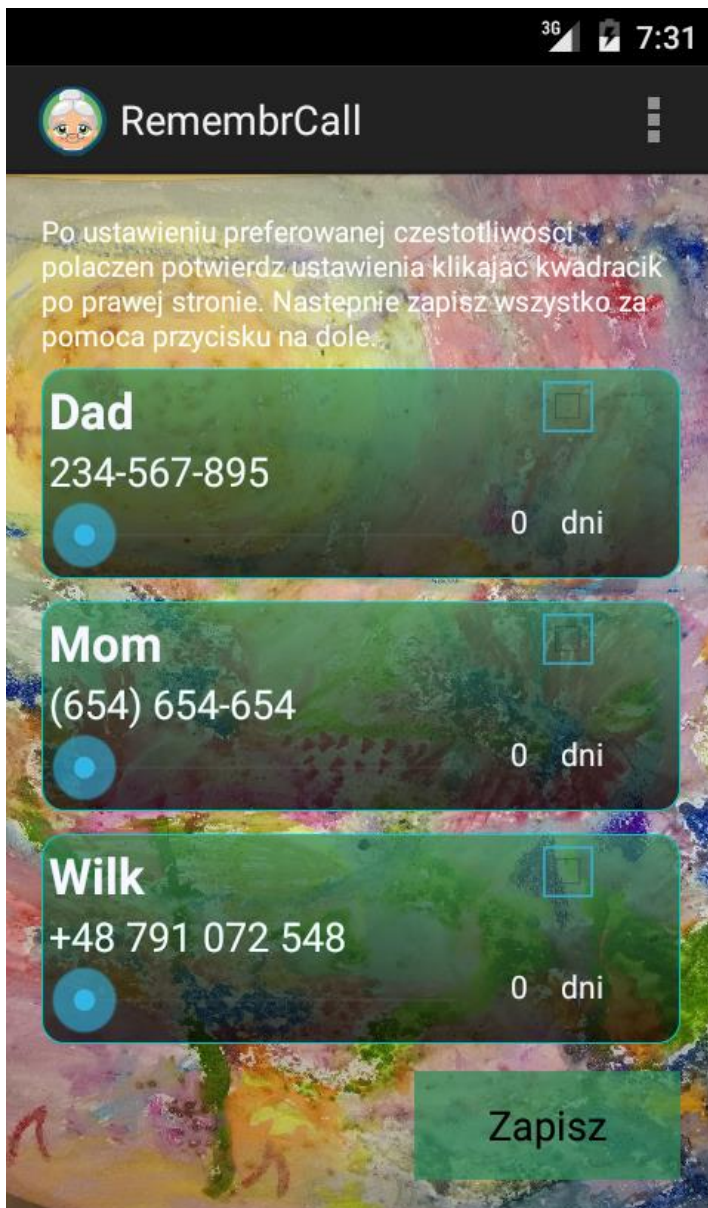 3G 7:31
RemembrCall
Po ustawieniu preferowanej czestotliwosci
polaczen potwierdz ustawienia klikajac kwadracik
po prawej stronie. Nastepnie zapisz wszystko za
pomoca przycisku na dole.
Dad
234-567-895
0 dni
Mom
(654) 654-654
0 dni
Wilk
+48 791 072 548
0 dni
Zapisz